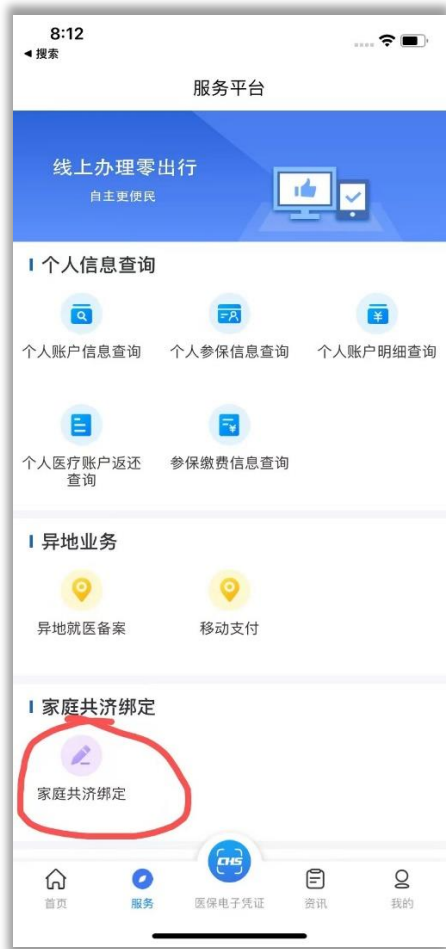 8:12
◀ 搜索
服务平台
线上办理零出行
自主更便民
个人信息查询
个人账户信息查询
个人参保信息查询
个人账户明细查询
个人医疗账户返还
查询
参保缴费信息查询
异地业务
异地就医备案
移动支付
家庭共济绑定
家庭共济绑定
CHS
首页
服务
医保电子凭证
资讯
我的